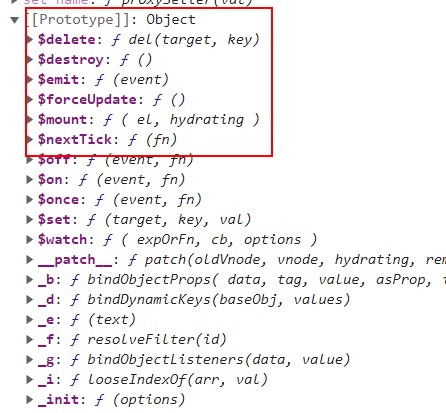 set name: ƒ proxySetter(val)
▼[[Prototype]]: Object
▶$delete: ƒ del(target, key)
▶$destroy: ƒ ()
▶$emit: ƒ (event)
▶$forceUpdate: ƒ ()
▶$mount: ƒ ( el, hydrating )
▶$nextTick: ƒ (fn)
▶$off: ƒ (event, fn)
▶$on: ƒ (event, fn)
▶$once: ƒ (event, fn)
▶$set: ƒ (target, key, val)
▶$watch: ƒ ( expOrFn, cb, options )
▶__patch__: ƒ patch(oldVnode, vnode, hydrating, rem
▶_b: ƒ bindObjectProps( data, tag, value, asProp, i
▶_d: ƒ bindDynamicKeys(baseObj, values)
▶_e: ƒ (text)
▶_f: ƒ resolveFilter(id)
▶_g: ƒ bindObjectListeners(data, value)
▶_i: ƒ looseIndexOf(arr, val)
▶_init: ƒ (options)